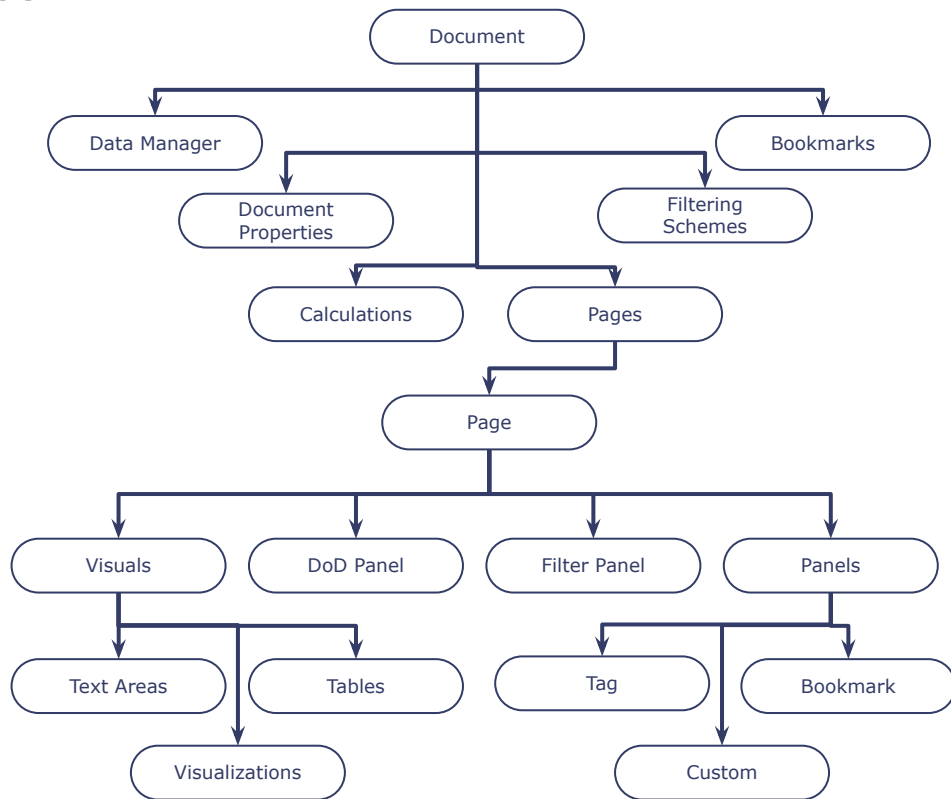 Document
Data Manager
Bookmarks
Document
Properties
Filtering
Schemes
Calculations
Pages
Page
Visuals
DoD Panel
Filter Panel
Panels
Text Areas
Tables
Tag
Bookmark
Visualizations
Custom